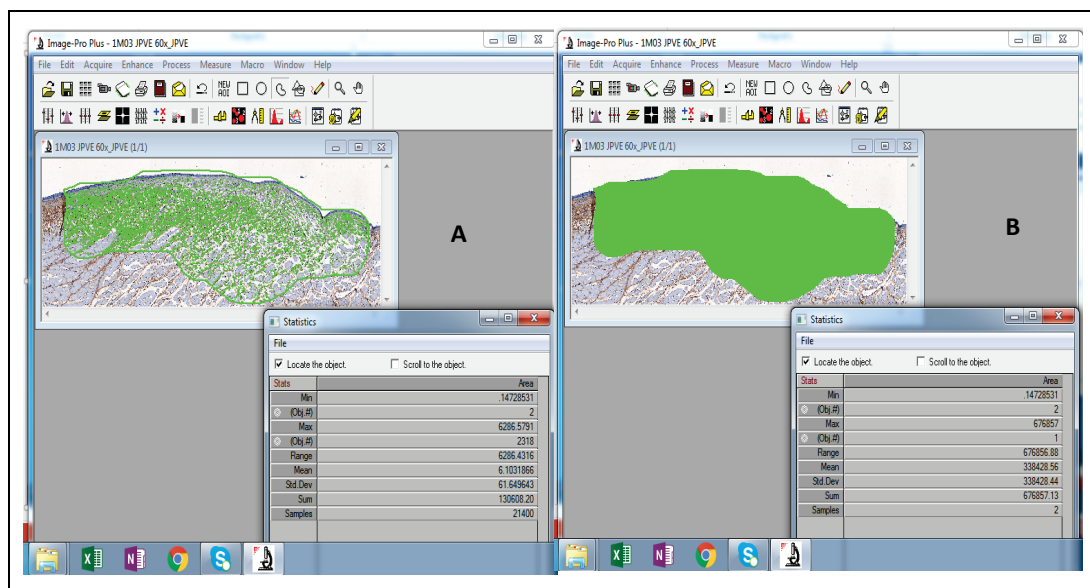 Image-Pro Plus - 1M03 JPVE 60x_JPVE
File Edit Acquire Enhance Process Measure Macro Window Help
NEW
AOI
1M03 JPVE 60x_JPVE (1/1)
A
Statistics
File
Locate the object. Scroll to the object.
Stats Area
Min .14728531
(Obj.#) 2
Max 6286.5791
(Obj.#) 2318
Range 6286.4316
Mean 6.1031866
Std.Dev 61.649643
Sum 130608.20
Samples 21400
Image-Pro Plus - 1M03 JPVE 60x_JPVE
File Edit Acquire Enhance Process Measure Macro Window Help
NEW
AOI
1M03 JPVE 60x_JPVE (1/1)
B
Statistics
File
Locate the object. Scroll to the object.
Stats Area
Min .14728531
(Obj.#) 2
Max 676857
(Obj.#) 1
Range 676856.88
Mean 338428.56
Std.Dev 338428.44
Sum 676857.13
Samples 2